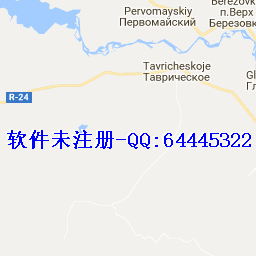 Pervomayskiy
Первомайский
Berezovk
п.Верх
Березовк
Tavricheskoje
Таврическое
Gl
Гл
R-24
软件未注册-QQ:64445322